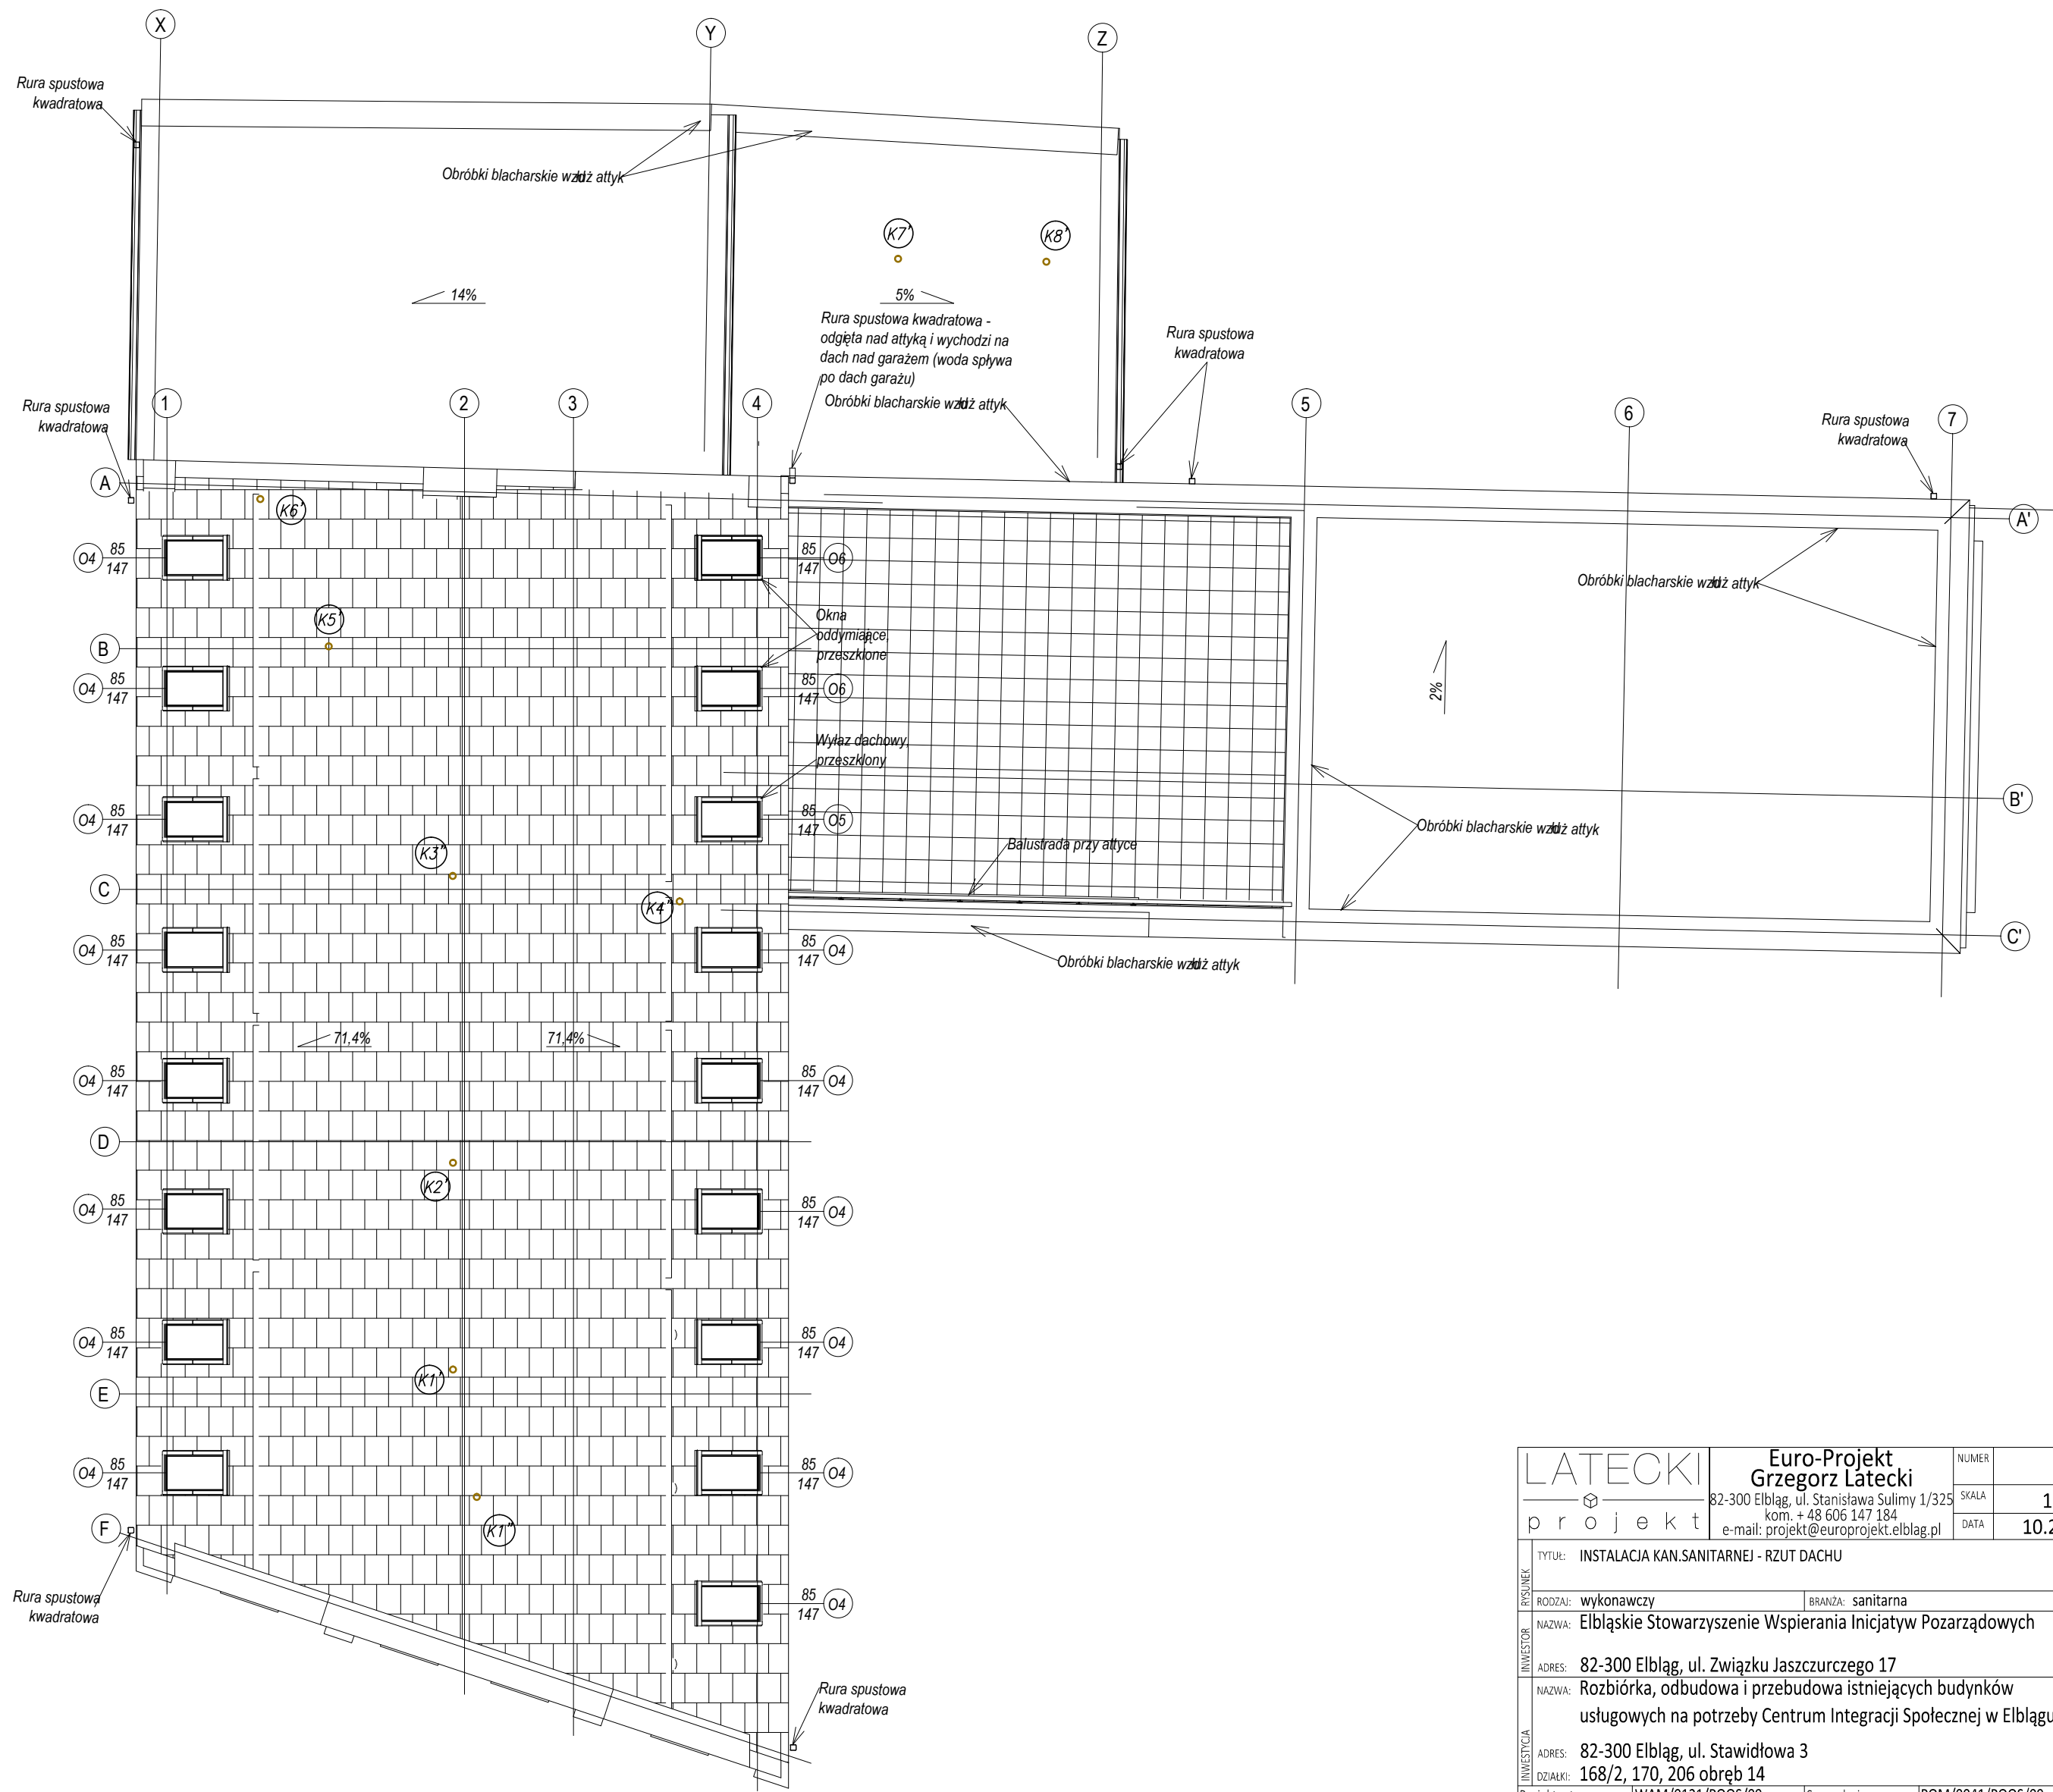 X
Y
Z
Rura spustowa
kwadratowa
Obróbki blacharskie wzdłuż attyk
K7'
K8'
14%
5%
Rura spustowa kwadratowa -
odgięta nad attyką i wychodzi na
dach nad garażem (woda spływa
po dach garażu)
Obróbki blacharskie wzdłuż attyk
Rura spustowa
kwadratowa
Rura spustowa
kwadratowa
Rura spustowa
kwadratowa
1
2
3
4
5
6
7
A
K6'
A'
O4 85
147
85 O6
147
Obróbki blacharskie wzdłuż attyk
Okna
oddymiające,
przeszklone
K5'
B
O4 85
147
85 O6
147
2%
Wyłaz dachowy,
przeszklony
B'
O4 85
147
85 O5
147
Obróbki blacharskie wzdłuż attyk
Balustrada przy attyce
K3"
C
K4"
C'
O4 85
147
85 O4
147
Obróbki blacharskie wzdłuż attyk
71,4%
71,4%
O4 85
147
85 O4
147
D
K2'
O4 85
147
85 O4
147
O4 85
147
85 O4
147
K1'
E
O4 85
147
85 O4
147
F
K1"
Rura spustowa
kwadratowa
85 O4
147
Rura spustowa
kwadratowa
LATECKI
projekt
Euro-Projekt
Grzegorz Latecki
82-300 Elbląg, ul. Stanisława Sulimy 1/325
kom. + 48 606 147 184
e-mail: projekt@europrojekt.elblag.pl
NUMER
SKALA 1
DATA 10.2
RYSUNEK
TYTUŁ: INSTALACJA KAN.SANITARNEJ - RZUT DACHU
RODZAJ: wykonawczy BRANŻA: sanitarna
INWESTOR
NAZWA: Elbląskie Stowarzyszenie Wspierania Inicjatyw Pozarządowych
ADRES: 82-300 Elbląg, ul. Związku Jaszczurczego 17
INWESTYCJA
NAZWA: Rozbiórka, odbudowa i przebudowa istniejących budynków
usługowych na potrzeby Centrum Integracji Społecznej w Elblągu
ADRES: 82-300 Elbląg, ul. Stawidłowa 3
DZIAŁKI: 168/2, 170, 206 obręb 14